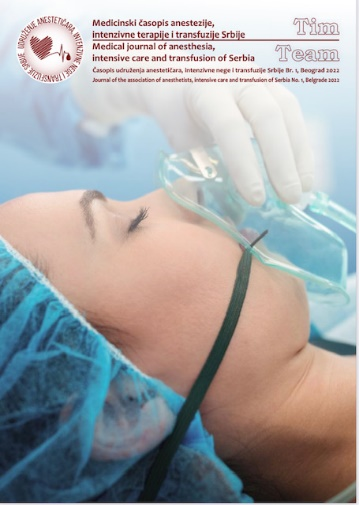 UDRUŽENJE ANESTETIČARA, INTENZIVNE NEGE I TRANSFUZIJE SRBIJE
Medicinski časopis anestezije,
intenzivne terapije i transfuzije Srbije
Tim
Medical journal of anesthesia,
intensive care and transfusion of Serbia
Team
Časopis udruženja anestetičara, intenzivne nege i transfuzije Srbije Br. 1, Beograd 2022
Journal of the association of anesthetists, intensive care and transfusion of Serbia No. 1, Belgrade 2022